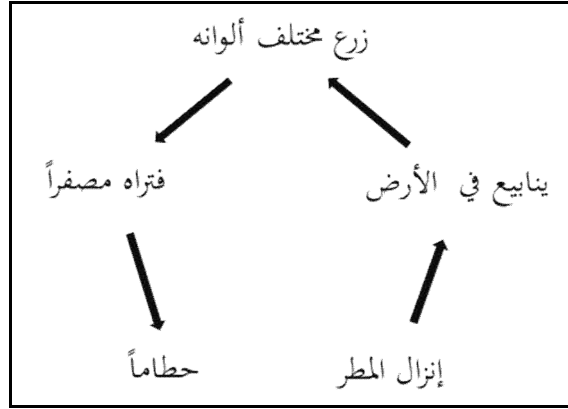 زرع مختلف ألوانه
ينابيع في الأرض
فتراه مصفراً
إنزال المطر
حطاماً